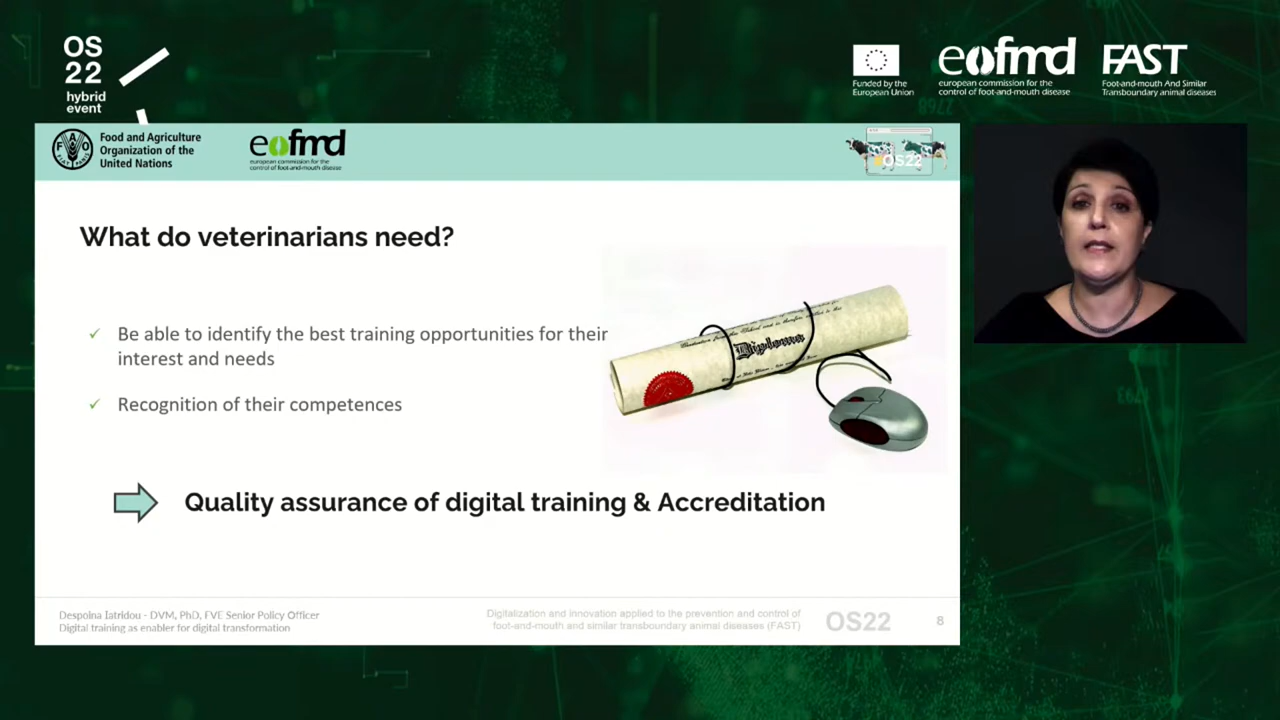 OS
22
hybrid
event
Funded by the
European Union
eofmd
european commission for the
control of foot-and-mouth disease
FAST
Foot-and-mouth And Similar
Transboundary animal diseases
FAO
Food and Agriculture
Organization of the
United Nations
eofmd
european commission for the
control of foot-and-mouth disease
OS22
What do veterinarians need?
Be able to identify the best training opportunities for their
interest and needs
Recognition of their competences
Quality assurance of digital training & Accreditation
Despoina Iatridou - DVM, PhD, FVE Senior Policy Officer
Digital training as enabler for digital transformation
Digitalization and innovation applied to the prevention and control of
foot-and-mouth and similar transboundary animal diseases (FAST)
OS22
8